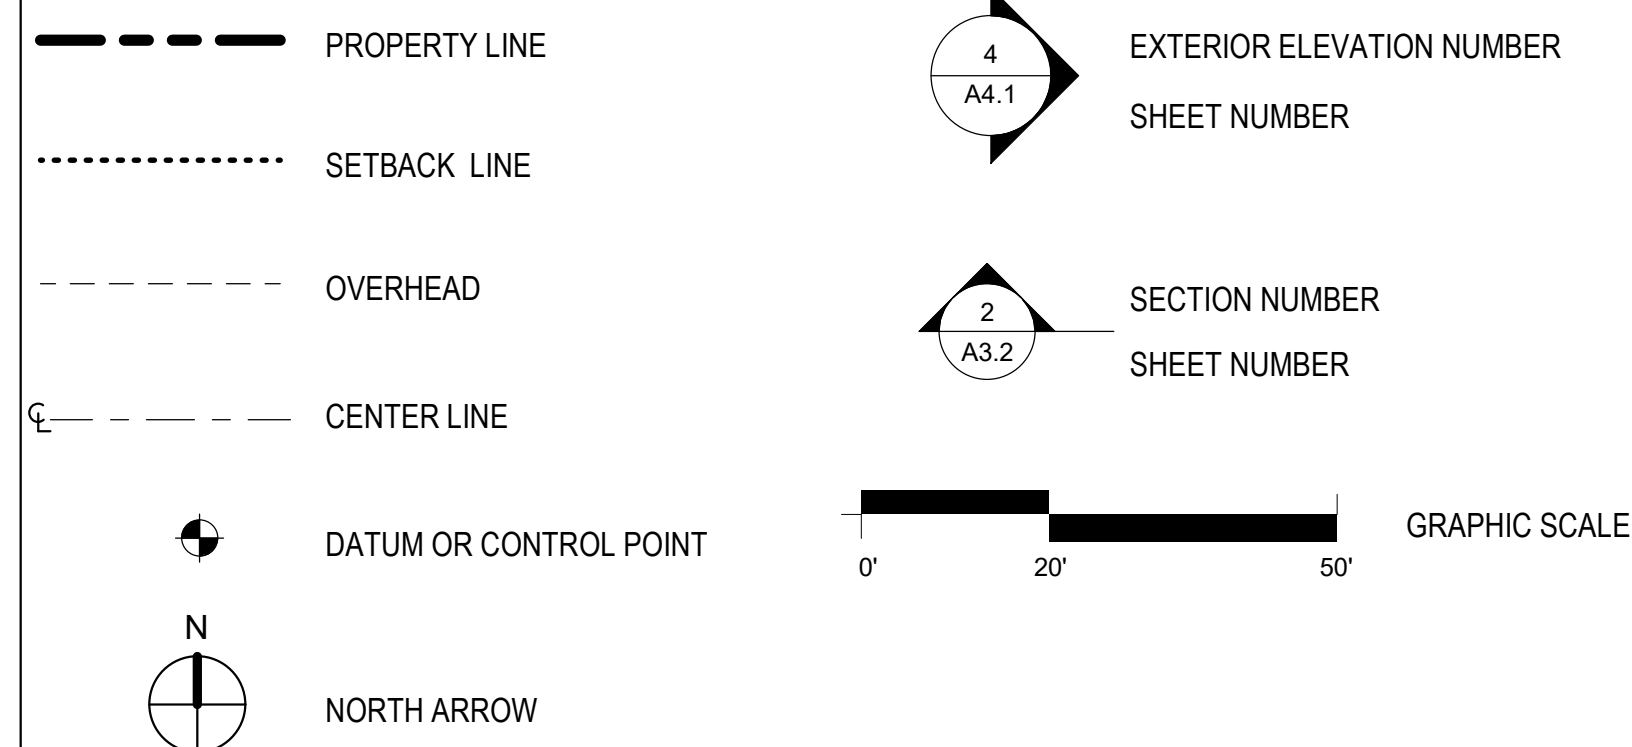 PROPERTY LINE
SETBACK LINE
OVERHEAD
℄
CENTER LINE
DATUM OR CONTROL POINT
N
NORTH ARROW
4
A4.1
EXTERIOR ELEVATION NUMBER
SHEET NUMBER
2
A3.2
SECTION NUMBER
SHEET NUMBER
0' 20' 50'
GRAPHIC SCALE